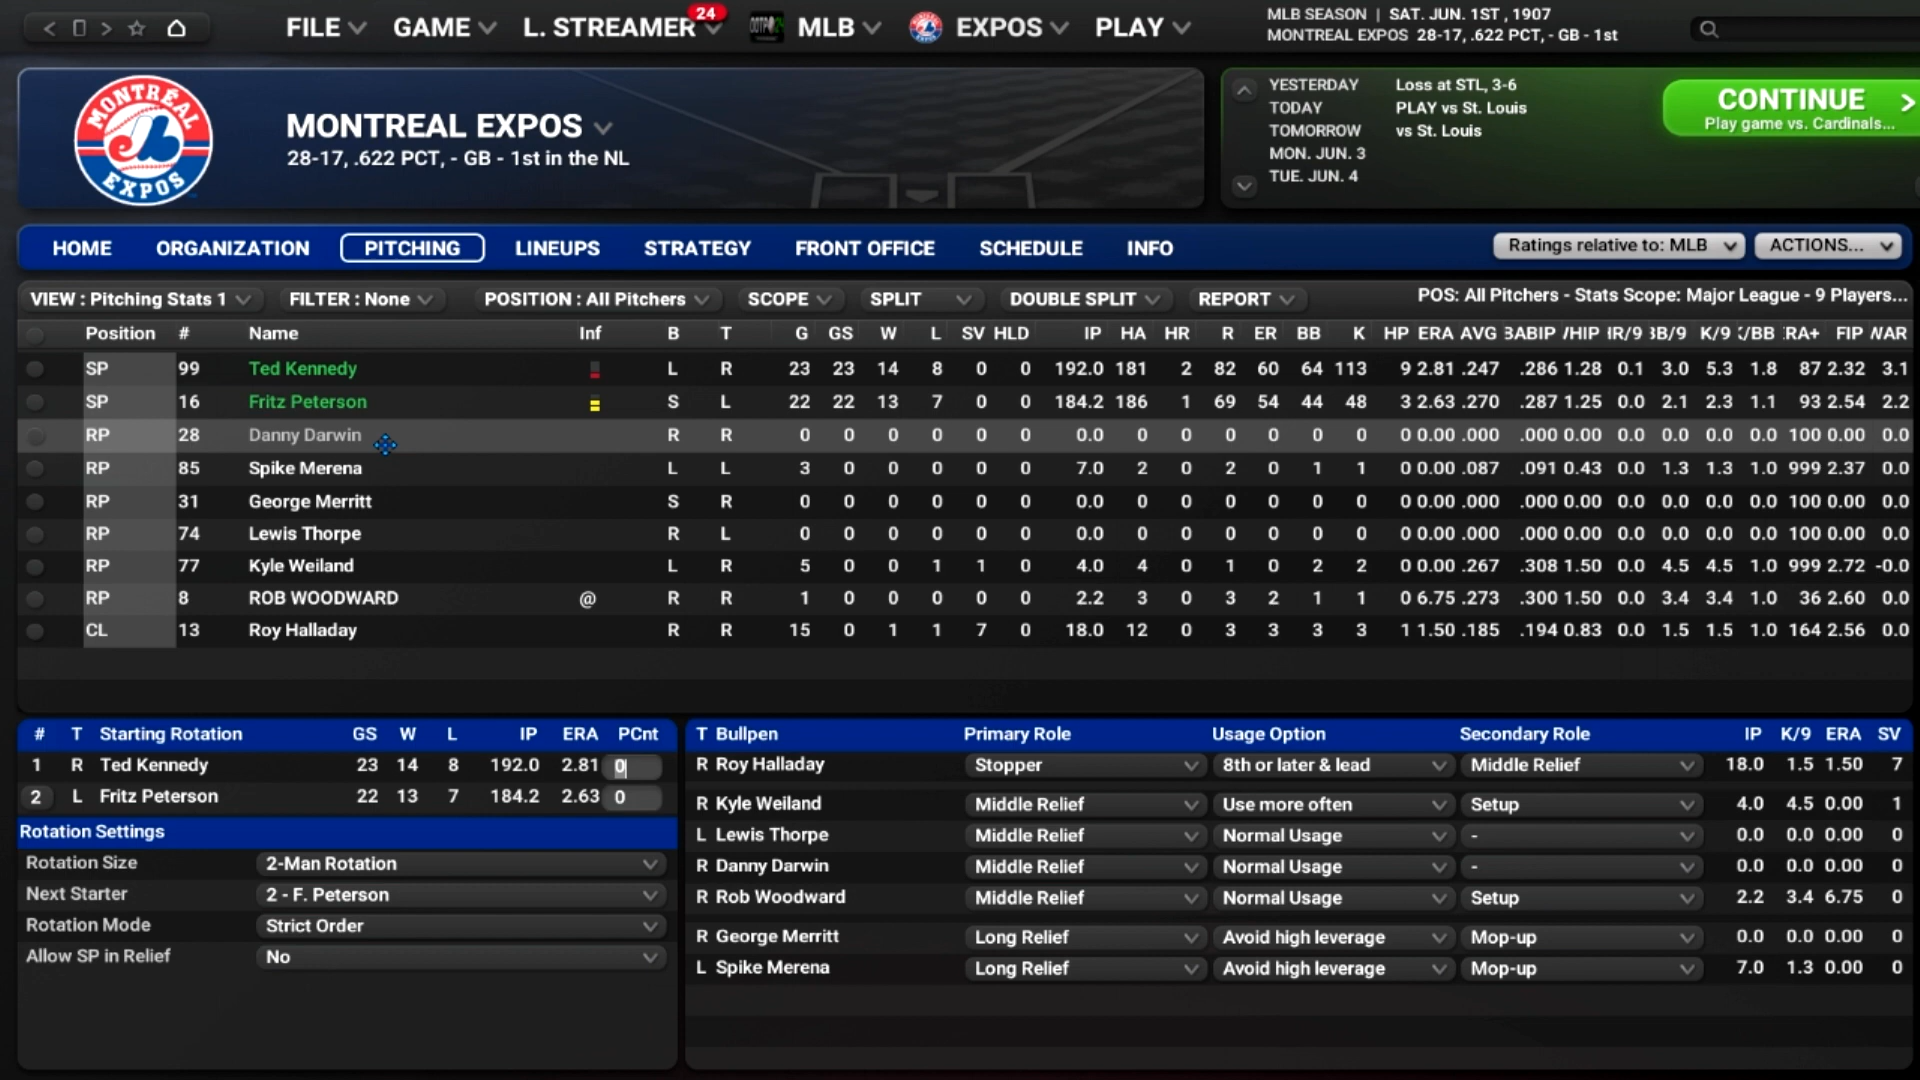 FILE GAME L. STREAMER 24 MLB EXPOS PLAY
MLB SEASON | SAT. JUN. 1ST , 1907
MONTREAL EXPOS 28-17, .622 PCT, - GB - 1st
MONTRÉAL EXPOS
MONTREAL EXPOS
28-17, .622 PCT, - GB - 1st in the NL
YESTERDAY Loss at STL, 3-6
TODAY PLAY vs St. Louis
TOMORROW vs St. Louis
MON. JUN. 3
TUE. JUN. 4
CONTINUE
Play game vs. Cardinals...
HOME ORGANIZATION PITCHING LINEUPS STRATEGY FRONT OFFICE SCHEDULE INFO Ratings relative to: MLB ACTIONS...
VIEW : Pitching Stats 1 FILTER : None POSITION : All Pitchers SCOPE SPLIT DOUBLE SPLIT REPORT POS: All Pitchers - Stats Scope: Major League - 9 Players...
Position # Name Inf B T G GS W L SV HLD IP HA HR R ER BB K HP ERA AVG BABIP /HIP IR/9 3B/9 K/9 :/BB :RA+ FIP WAR
SP 99 Ted Kennedy L R 23 23 14 8 0 0 192.0 181 2 82 60 64 113 9 2.81 .247 .286 1.28 0.1 3.0 5.3 1.8 87 2.32 3.1
SP 16 Fritz Peterson S L 22 22 13 7 0 0 184.2 186 1 69 54 44 48 3 2.63 .270 .287 1.25 0.0 2.1 2.3 1.1 93 2.54 2.2
RP 28 Danny Darwin R R 0 0 0 0 0 0 0.0 0 0 0 0 0 0 0 0.00 .000 .000 0.00 0.0 0.0 0.0 0.0 100 0.00 0.0
RP 85 Spike Merena L L 3 0 0 0 0 0 7.0 2 0 2 0 1 1 0 0.00 .087 .091 0.43 0.0 1.3 1.3 1.0 999 2.37 0.0
RP 31 George Merritt S R 0 0 0 0 0 0 0.0 0 0 0 0 0 0 0 0.00 .000 .000 0.00 0.0 0.0 0.0 0.0 100 0.00 0.0
RP 74 Lewis Thorpe R L 0 0 0 0 0 0 0.0 0 0 0 0 0 0 0 0.00 .000 .000 0.00 0.0 0.0 0.0 0.0 100 0.00 0.0
RP 77 Kyle Weiland L R 5 0 0 1 1 0 4.0 4 0 1 0 2 2 0 0.00 .267 .308 1.50 0.0 4.5 4.5 1.0 999 2.72 -0.0
RP 8 ROB WOODWARD @ R R 1 0 0 0 0 0 2.2 3 0 3 2 1 1 0 6.75 .273 .300 1.50 0.0 3.4 3.4 1.0 36 2.60 0.0
CL 13 Roy Halladay R R 15 0 1 1 7 0 18.0 12 0 3 3 3 3 1 1.50 .185 .194 0.83 0.0 1.5 1.5 1.0 164 2.56 0.0
# T Starting Rotation GS W L IP ERA PCnt
1 R Ted Kennedy 23 14 8 192.0 2.81 0
2 L Fritz Peterson 22 13 7 184.2 2.63 0
Rotation Settings
Rotation Size 2-Man Rotation
Next Starter 2 - F. Peterson
Rotation Mode Strict Order
Allow SP in Relief No
T Bullpen Primary Role Usage Option Secondary Role IP K/9 ERA SV
R Roy Halladay Stopper 8th or later & lead Middle Relief 18.0 1.5 1.50 7
R Kyle Weiland Middle Relief Use more often Setup 4.0 4.5 0.00 1
L Lewis Thorpe Middle Relief Normal Usage - 0.0 0.0 0.00 0
R Danny Darwin Middle Relief Normal Usage - 0.0 0.0 0.00 0
R Rob Woodward Middle Relief Normal Usage Setup 2.2 3.4 6.75 0
R George Merritt Long Relief Avoid high leverage Mop-up 0.0 0.0 0.00 0
L Spike Merena Long Relief Avoid high leverage Mop-up 7.0 1.3 0.00 0